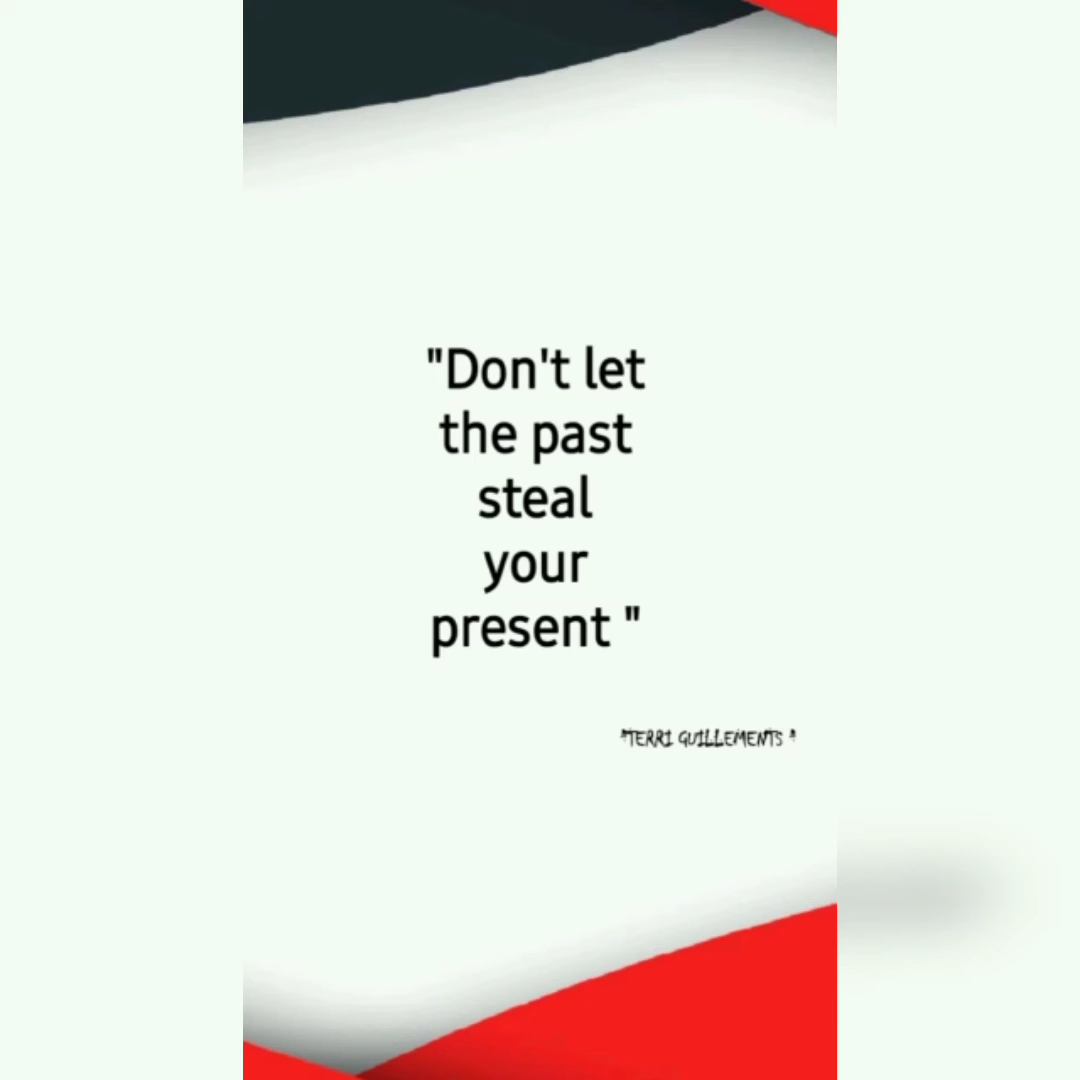 "Don't let
the past
steal
your
present "
"TERRI GUILLEMENTS "